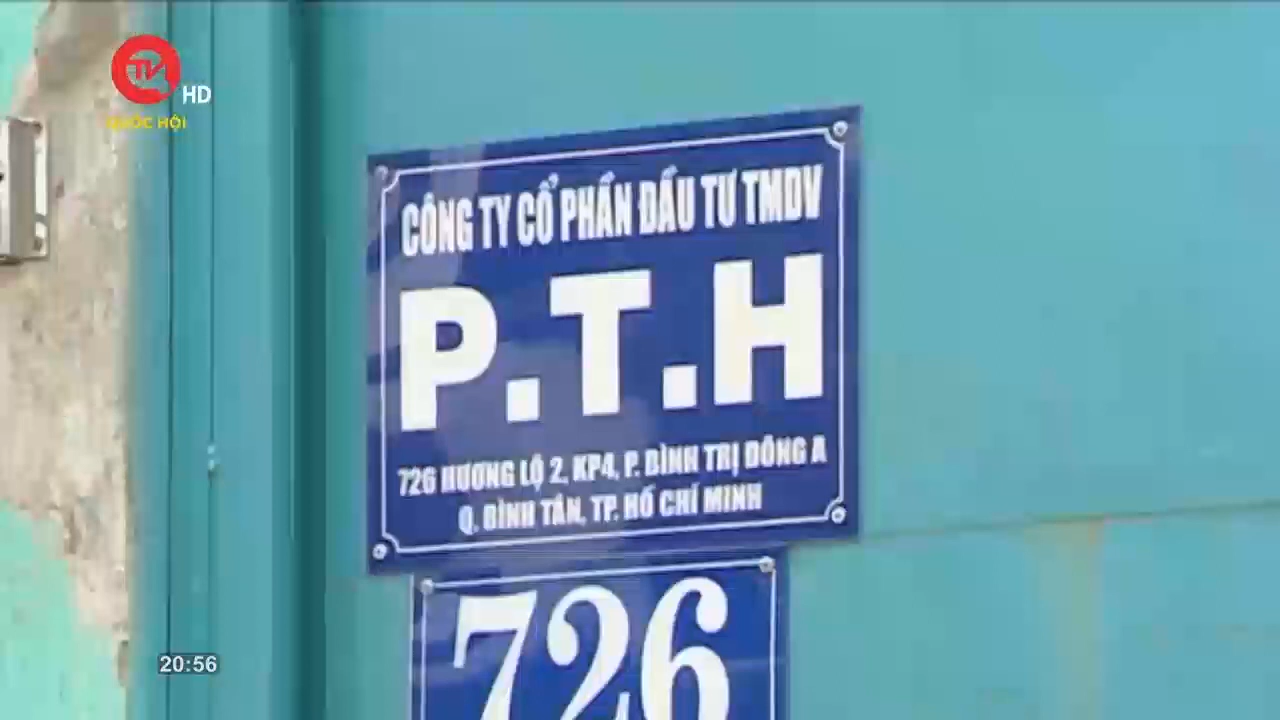 TV
HD
QUỐC HỘI
CÔNG TY CỔ PHẦN ĐẦU TƯ TMDV
P.T.H
726 HƯƠNG LỘ 2, KP4, P. BÌNH TRỊ ĐÔNG A
Q. BÌNH TÂN, TP. HỒ CHÍ MINH
726
20:56